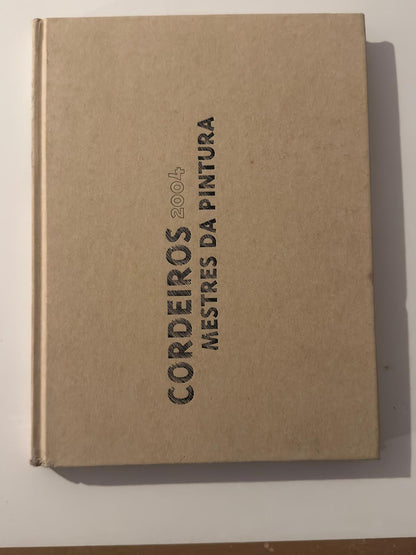 CORDEIROS 2004
MESTRES DA PINTURA